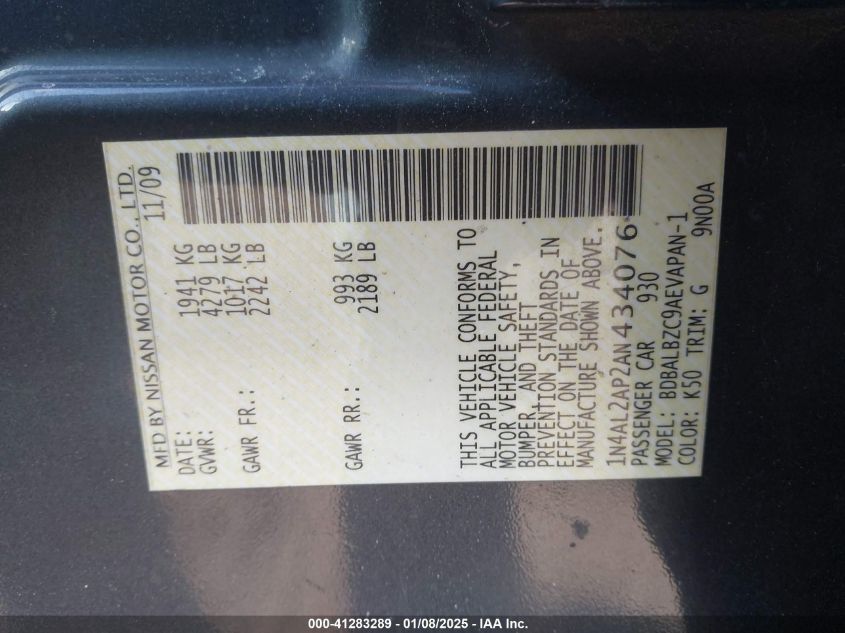 MFD BY NISSAN MOTOR CO., LTD.
DATE: 11/09
GVWR: 1941 KG
4279 LB
GAWR FR.: 1017 KG
2242 LB
GAWR RR.: 993 KG
2189 LB
THIS VEHICLE CONFORMS TO
ALL APPLICABLE FEDERAL
MOTOR VEHICLE SAFETY,
BUMPER, AND THEFT
PREVENTION STANDARDS IN
EFFECT ON THE DATE OF
MANUFACTURE SHOWN ABOVE.
1N4AL2AP2AN434076
PASSENGER CAR 930
MODEL: BDBALBZC9AEVAPAN-1
COLOR: K50 TRIM: G 9N00A
000-41283289 - 01/08/2025 - IAA Inc.